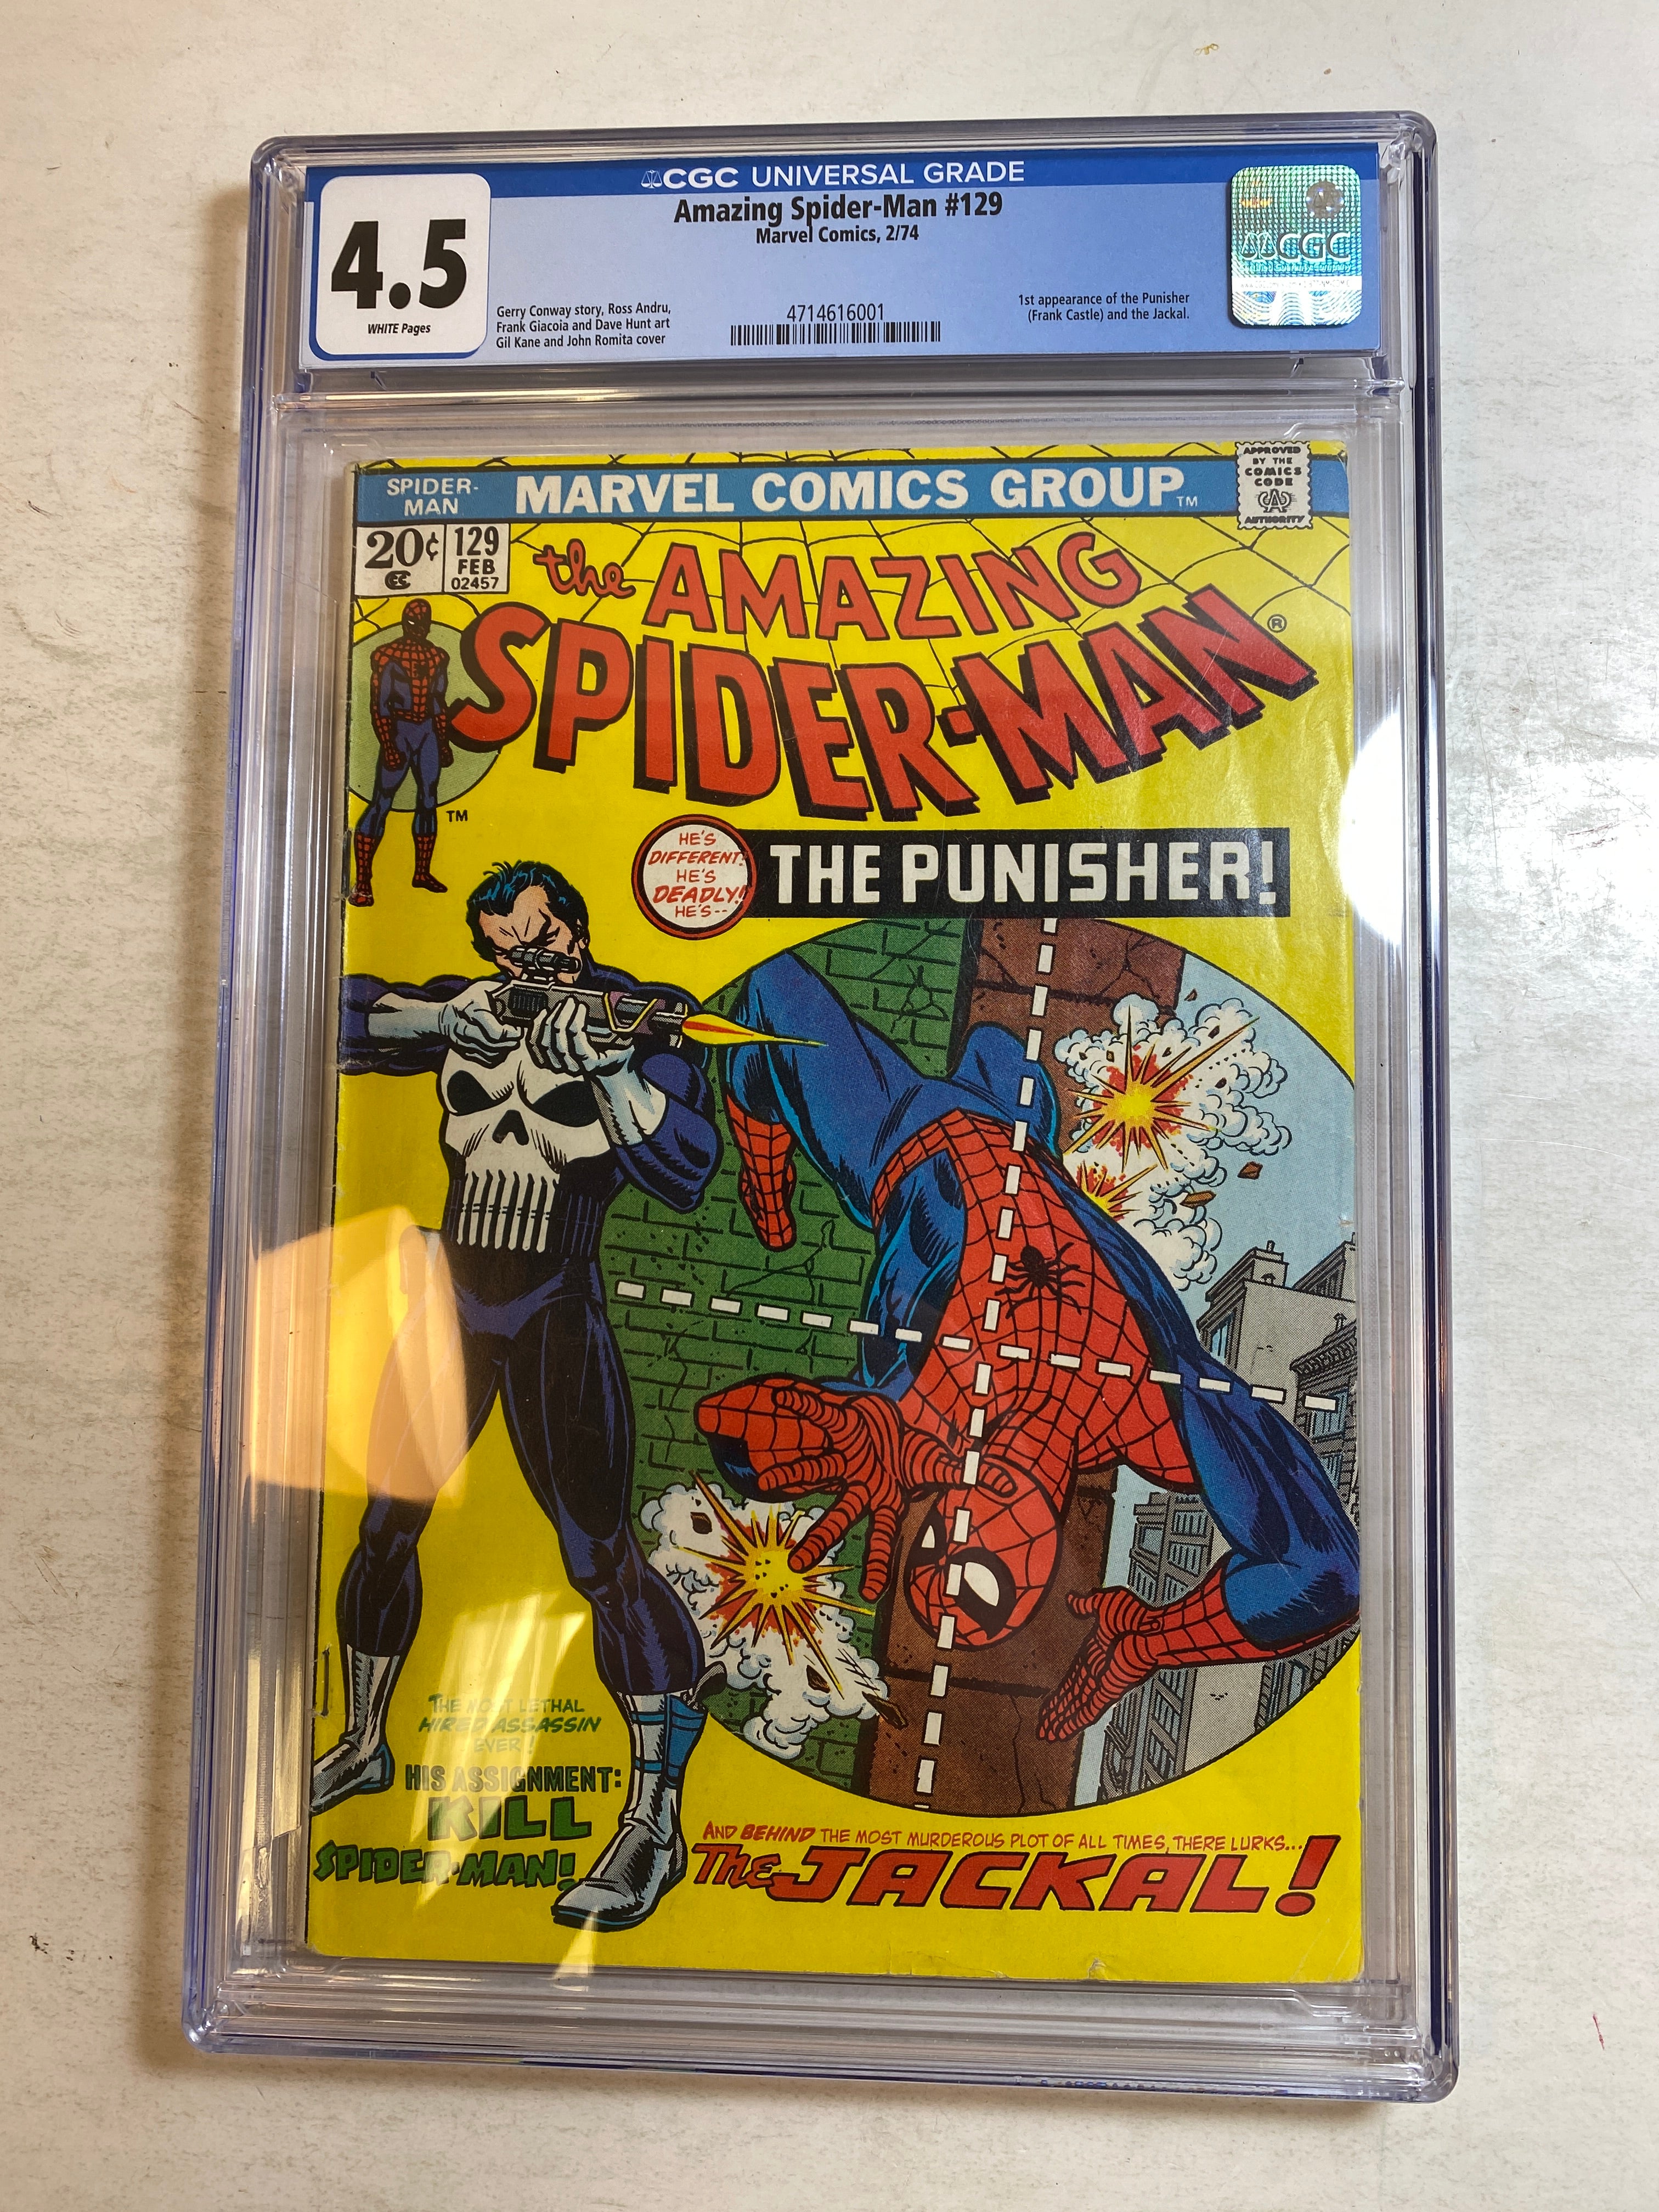 CGC UNIVERSAL GRADE
Amazing Spider-Man #129
Marvel Comics, 2/74
4.5
WHITE Pages
Gerry Conway story, Ross Andru,
Frank Giacoia and Dave Hunt art
Gil Kane and John Romita cover
4714616001
1st appearance of the Punisher
(Frank Castle) and the Jackal.
CGC
SPIDER-
MAN
MARVEL COMICS GROUP TM
APPROVED
BY THE
COMICS
CODE
AUTHORITY
20¢
CC
129
FEB
02457
the AMAZING
SPIDER-MAN®
TM
HE'S
DIFFERENT!
HE'S
DEADLY!
HE'S--
THE PUNISHER!
THE MOST LETHAL
HIRED ASSASSIN
EVER!
HIS ASSIGNMENT:
KILL
SPIDER-MAN!
AND BEHIND THE MOST MURDEROUS PLOT OF ALL TIMES, THERE LURKS...
THE JACKAL!